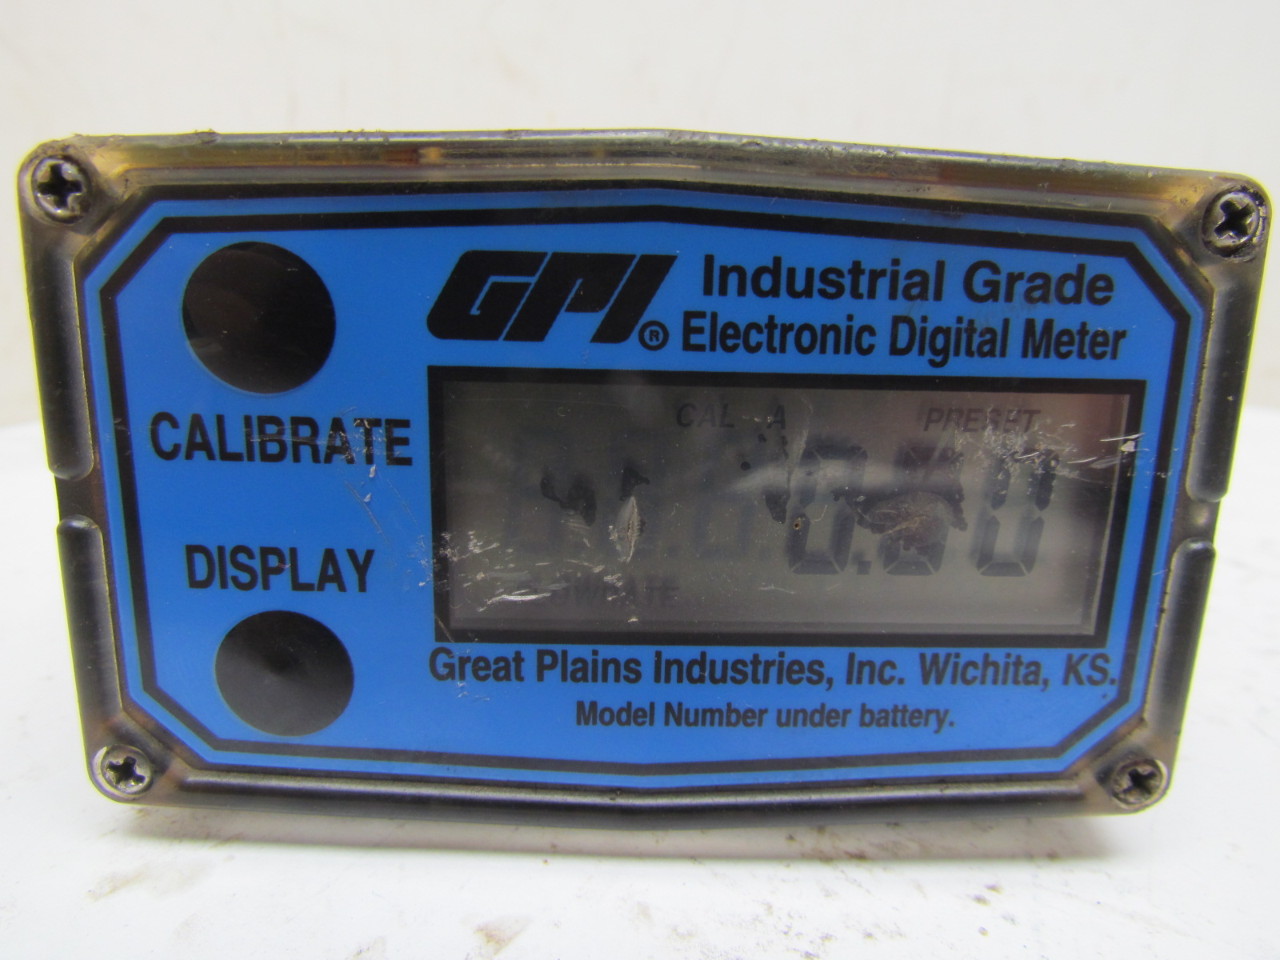 GPI®
Industrial Grade
Electronic Digital Meter
CALIBRATE
CAL A
PRESET
DISPLAY
Great Plains Industries, Inc. Wichita, KS.
Model Number under battery.